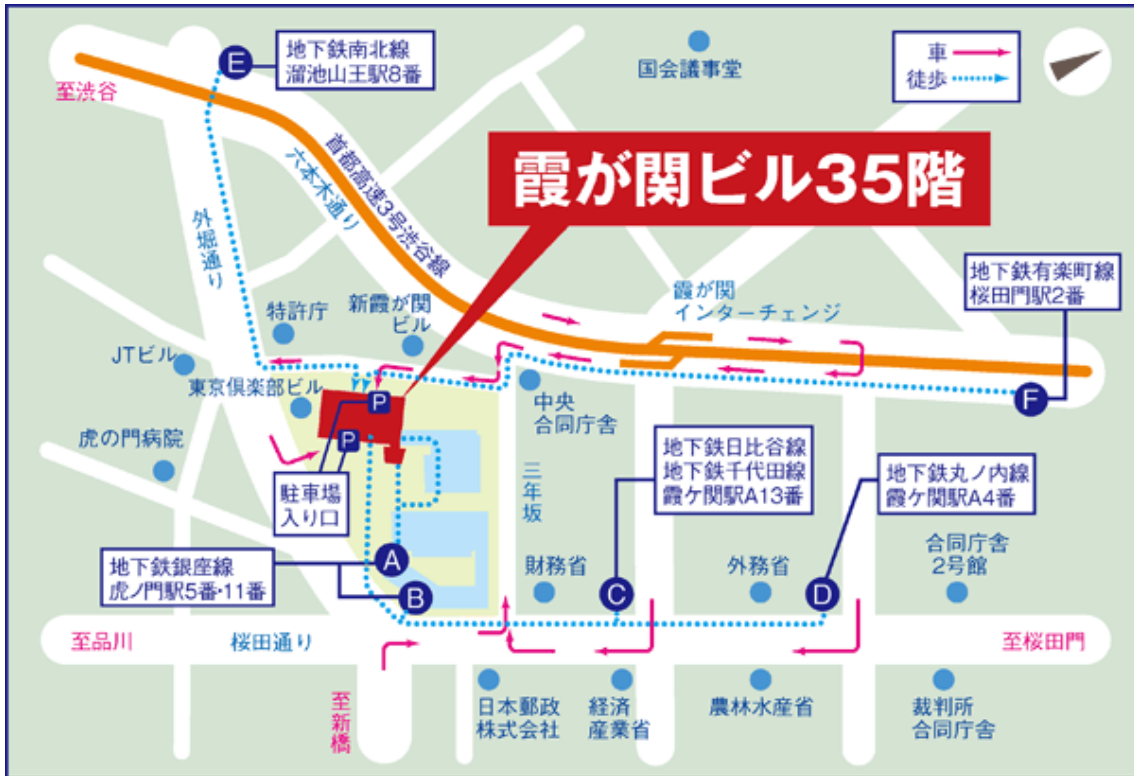 E
地下鉄南北線
溜池山王駅8番
国会議事堂
車
徒歩
至渋谷
首都高速3号渋谷線
六本木通り
霞が関ビル35階
外堀通り
地下鉄有楽町線
桜田門駅2番
霞が関
インターチェンジ
特許庁
新霞が関
ビル
JTビル
東京倶楽部ビル
P
P
中央
合同庁舎
F
虎の門病院
駐車場
入り口
三年坂
地下鉄日比谷線
地下鉄千代田線
霞ケ関駅A13番
地下鉄丸ノ内線
霞ケ関駅A4番
地下鉄銀座線
虎ノ門駅5番・11番
A
B
財務省
C
外務省
D
合同庁舎
2号館
至品川
桜田通り
至桜田門
至新橋
日本郵政
株式会社
経済
産業省
農林水産省
裁判所
合同庁舎